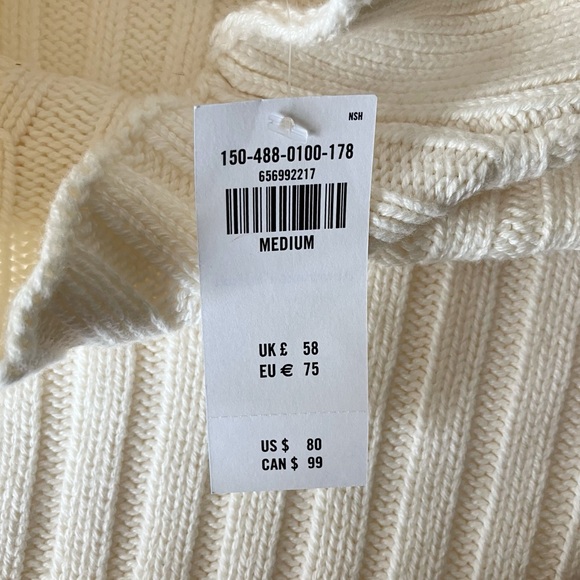 NSH
150-488-0100-178
656992217
MEDIUM
UK £ 58
EU € 75
US $ 80
CAN $ 99